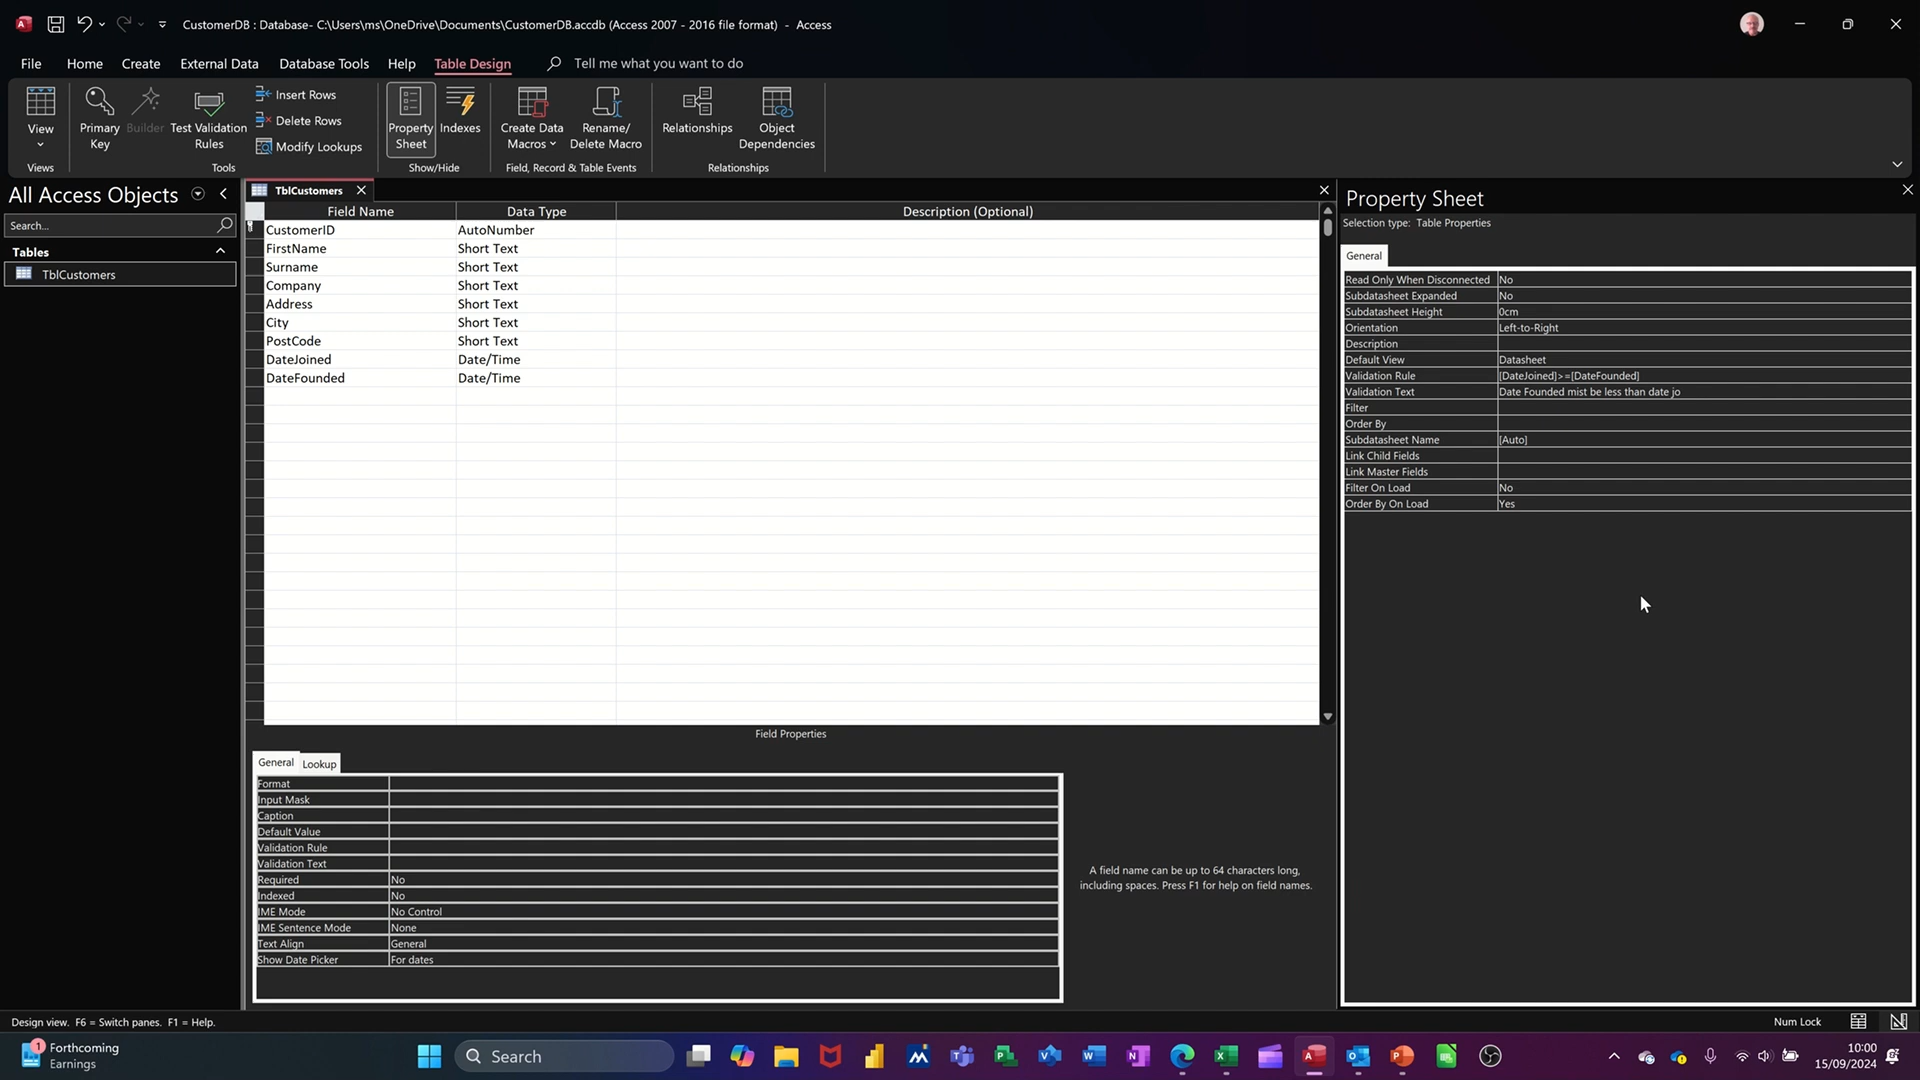 CustomerDB : Database- C:\Users\ms\OneDrive\Documents\CustomerDB.accdb (Access 2007 - 2016 file format) - Access
File Home Create External Data Database Tools Help Table Design Tell me what you want to do
View
Primary Key
Builder
Test Validation Rules
Insert Rows
Delete Rows
Modify Lookups
Property Sheet
Indexes
Create Data Macros
Rename/ Delete Macro
Relationships
Object Dependencies
Views Tools Show/Hide Field, Record & Table Events Relationships
All Access Objects
Search...
Tables
TblCustomers
TblCustomers
Field Name Data Type Description (Optional)
CustomerID AutoNumber
FirstName Short Text
Surname Short Text
Company Short Text
Address Short Text
City Short Text
PostCode Short Text
DateJoined Date/Time
DateFounded Date/Time
Field Properties
General Lookup
Format
Input Mask
Caption
Default Value
Validation Rule
Validation Text
Required No
Indexed No
IME Mode No Control
IME Sentence Mode None
Text Align General
Show Date Picker For dates
A field name can be up to 64 characters long,
including spaces. Press F1 for help on field names.
Property Sheet
Selection type: Table Properties
General
Read Only When Disconnected No
Subdatasheet Expanded No
Subdatasheet Height 0cm
Orientation Left-to-Right
Description
Default View Datasheet
Validation Rule [DateJoined]>=[DateFounded]
Validation Text Date Founded mist be less than date jo
Filter
Order By
Subdatasheet Name [Auto]
Link Child Fields
Link Master Fields
Filter On Load No
Order By On Load Yes
Design view. F6 = Switch panes. F1 = Help.
Num Lock
1
Forthcoming
Earnings
Search
10:00
15/09/2024